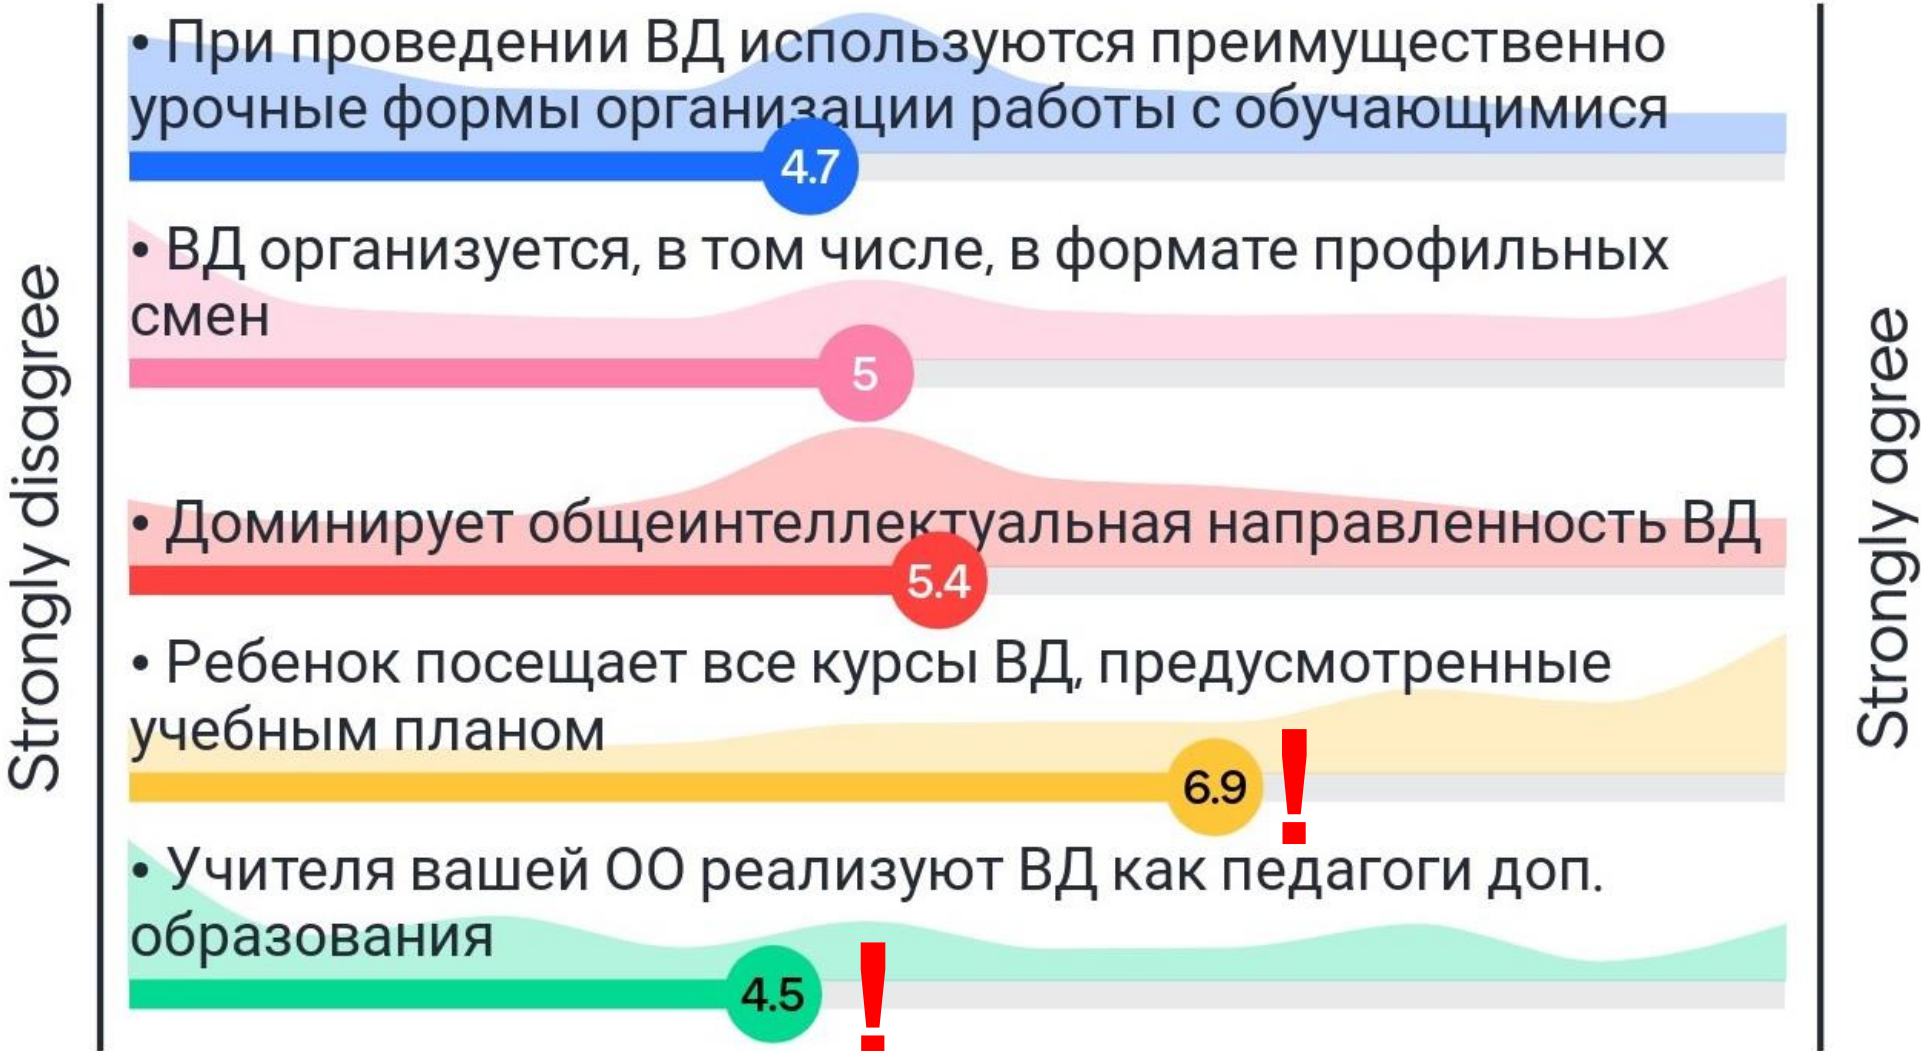 • При проведении ВД используются преимущественно
урочные формы организации работы с обучающимися
4.7
• ВД организуется, в том числе, в формате профильных
смен
5
• Доминирует общеинтеллектуальная направленность ВД
5.4
• Ребенок посещает все курсы ВД, предусмотренные
учебным планом
6.9 !
• Учителя вашей ОО реализуют ВД как педагоги доп.
образования
4.5 !
Strongly disagree
Strongly agree